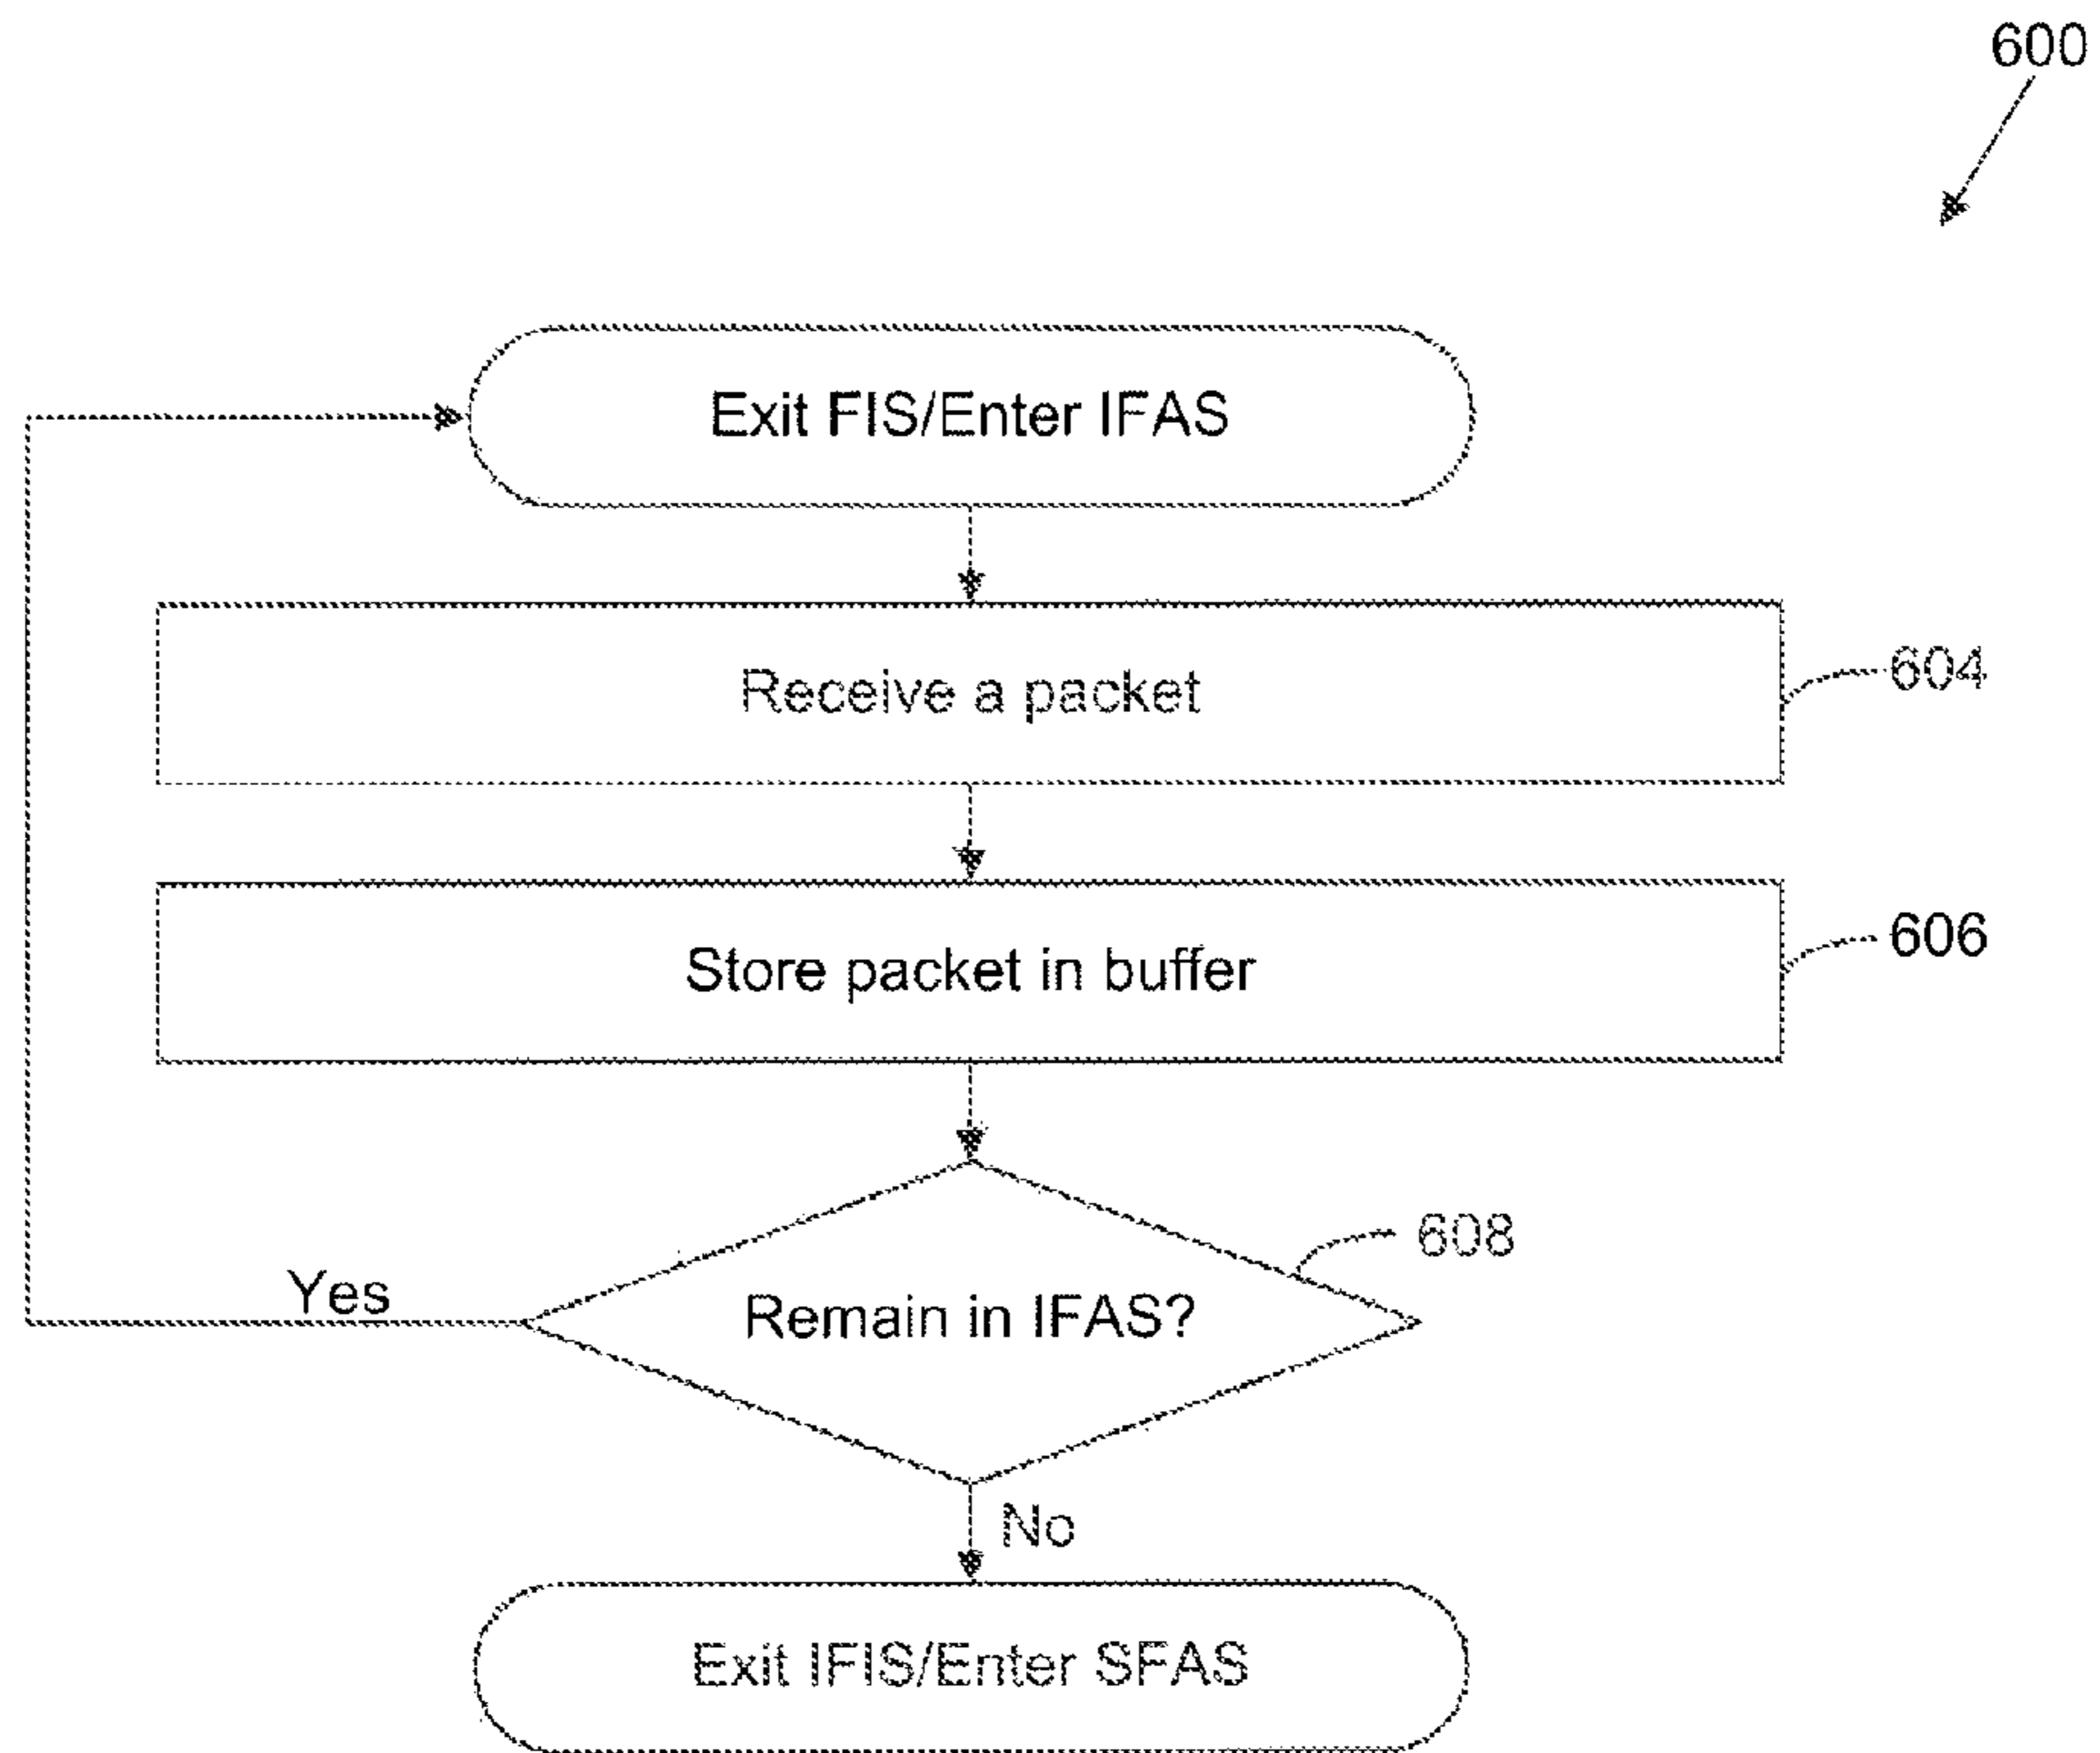 600
Exit FIS/Enter IFAS
Receive a packet
604
Store packet in buffer
606
608
Remain in IFAS?
Yes
No
Exit IFIS/Enter SFAS